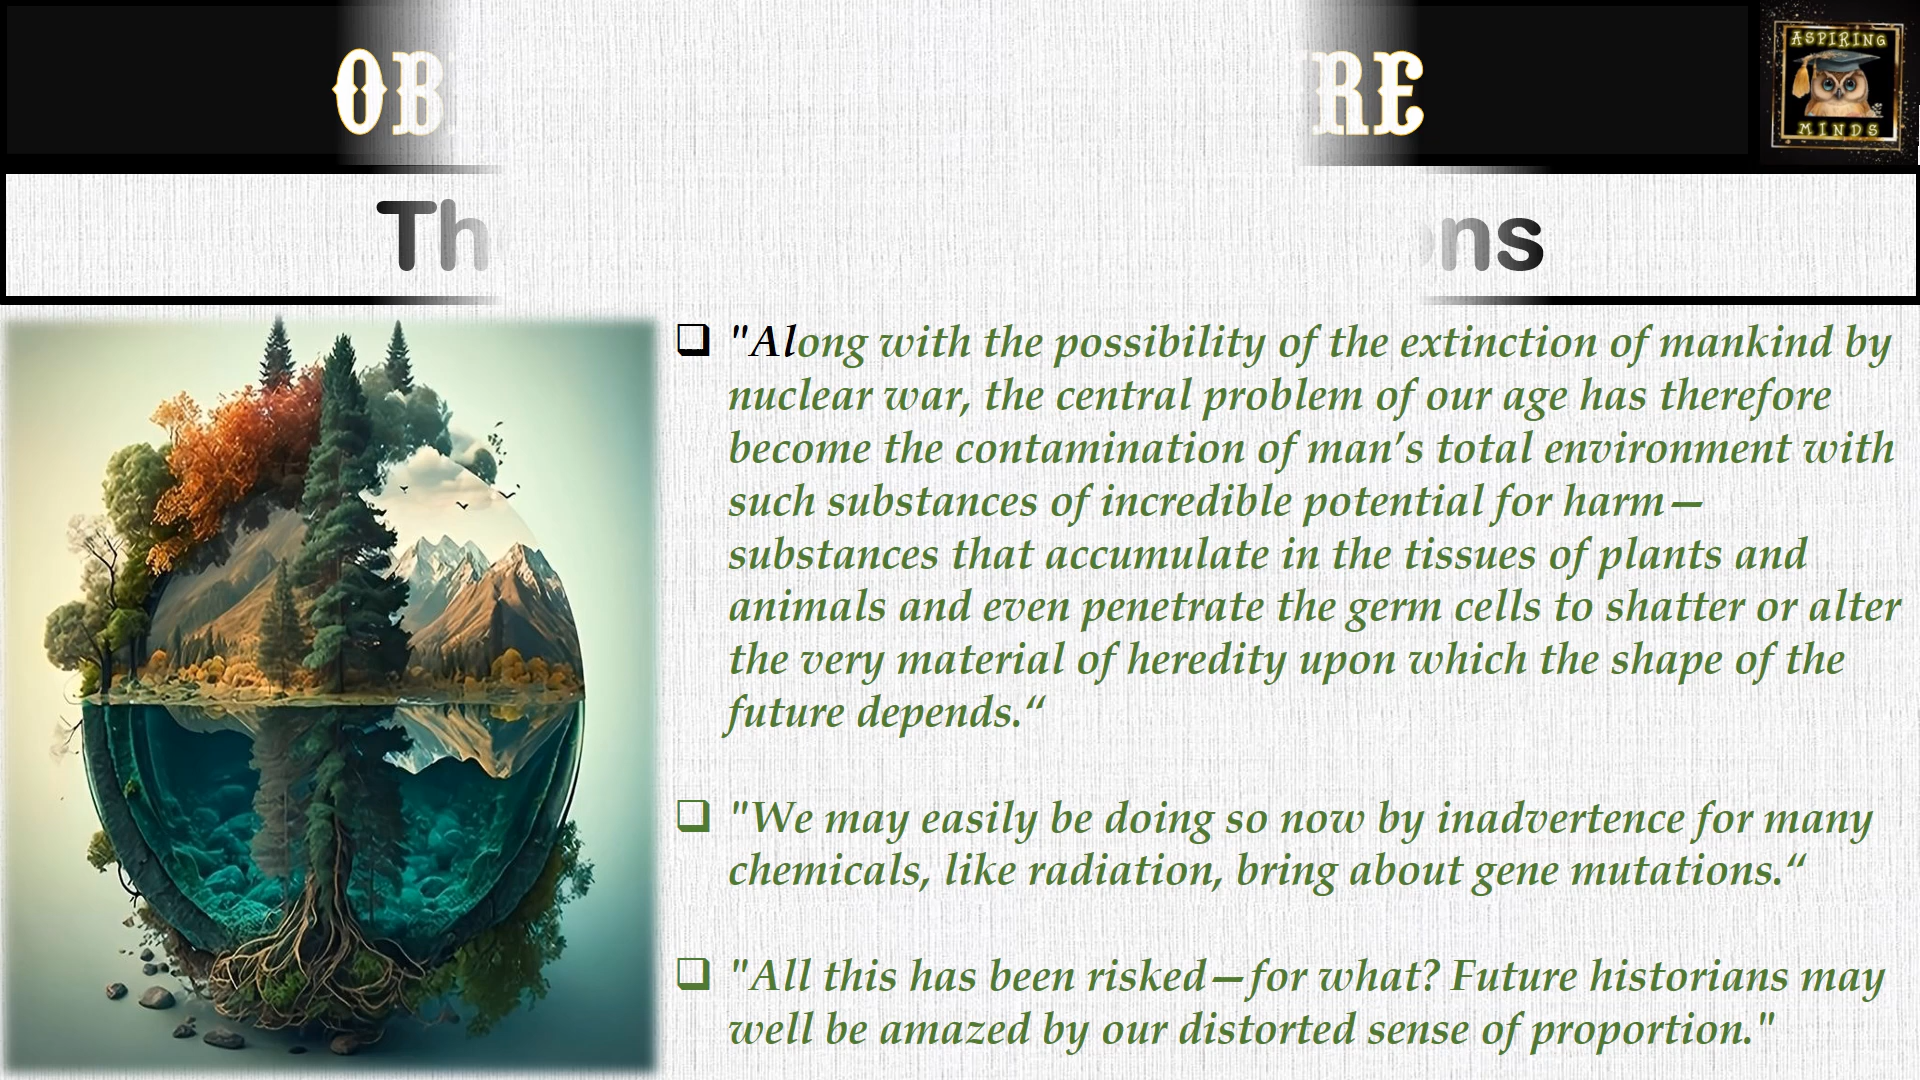 OB
RE
ASPIRING
MINDS
Th
ons
"Along with the possibility of the extinction of mankind by
nuclear war, the central problem of our age has therefore
become the contamination of man’s total environment with
such substances of incredible potential for harm—
substances that accumulate in the tissues of plants and
animals and even penetrate the germ cells to shatter or alter
the very material of heredity upon which the shape of the
future depends.“
"We may easily be doing so now by inadvertence for many
chemicals, like radiation, bring about gene mutations.“
"All this has been risked—for what? Future historians may
well be amazed by our distorted sense of proportion."